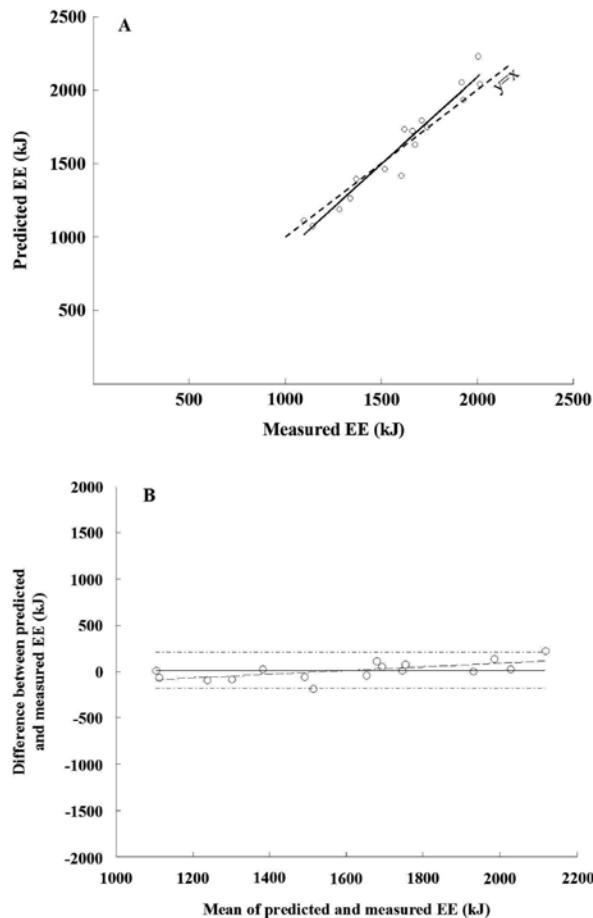 A
2500
2000
1500
1000
500
Predicted EE (kJ)
y=x
500 1000 1500 2000 2500
Measured EE (kJ)
B
2000
1500
1000
500
0
-500
-1000
-1500
-2000
Difference between predicted
and measured EE (kJ)
1000 1200 1400 1600 1800 2000 2200
Mean of predicted and measured EE (kJ)